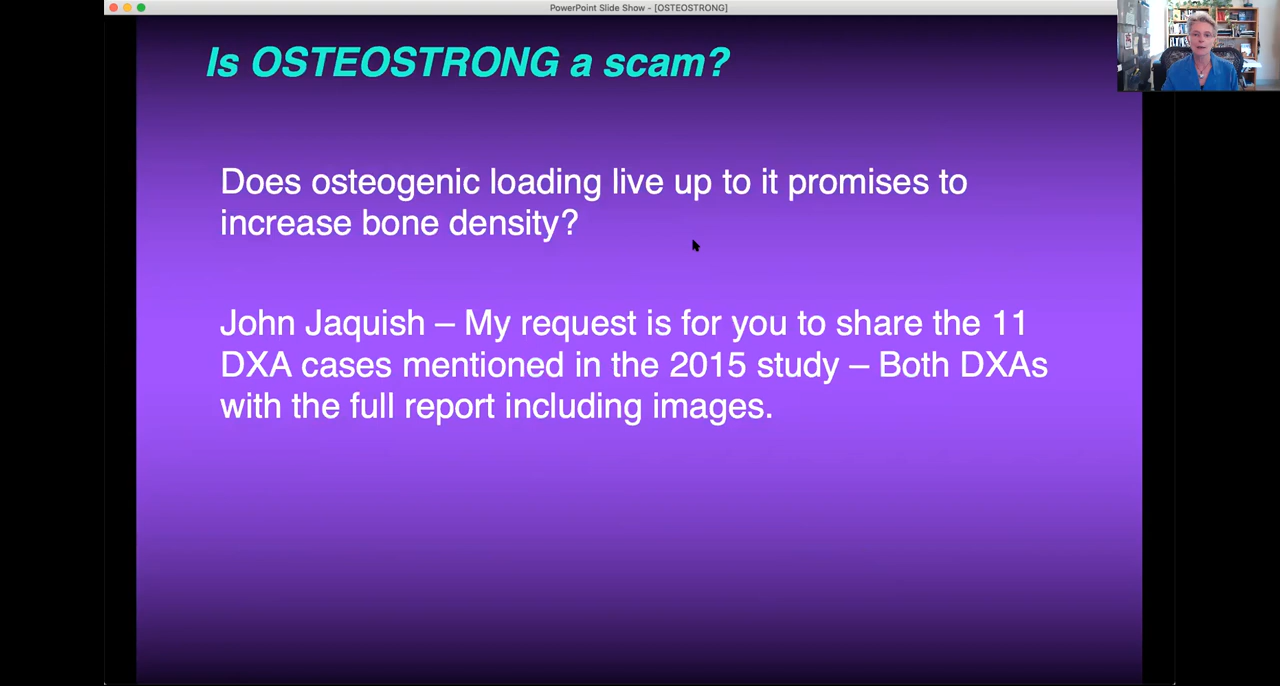 PowerPoint Slide Show - [OSTEOSTRONG]
Is OSTEOSTRONG a scam?
Does osteogenic loading live up to it promises to
increase bone density?
John Jaquish – My request is for you to share the 11
DXA cases mentioned in the 2015 study – Both DXAs
with the full report including images.